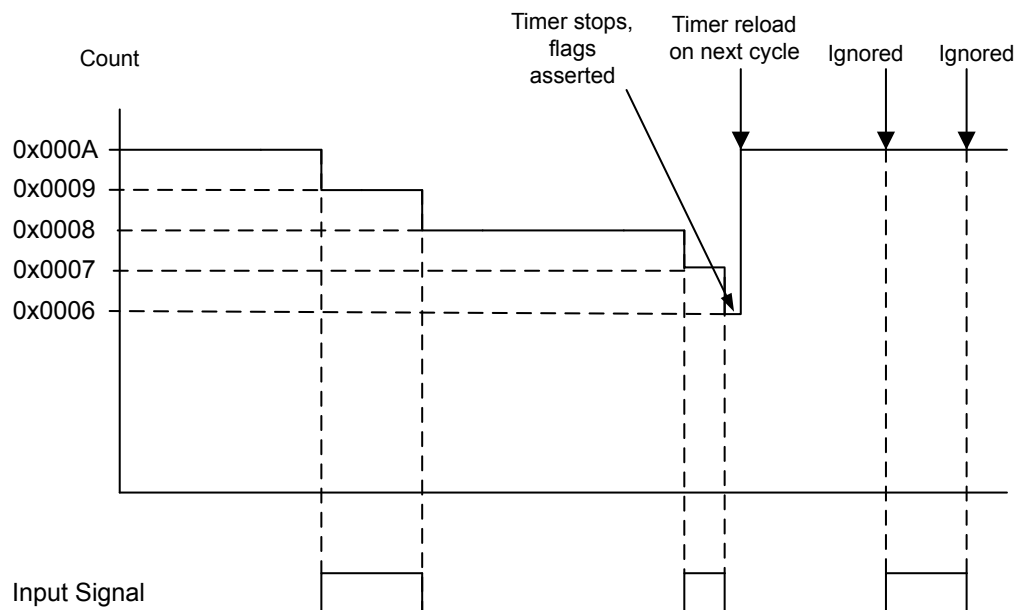 Timer stops,
flags
asserted
Timer reload
on next cycle
Ignored
Ignored
Count
0x000A
0x0009
0x0008
0x0007
0x0006
Input Signal